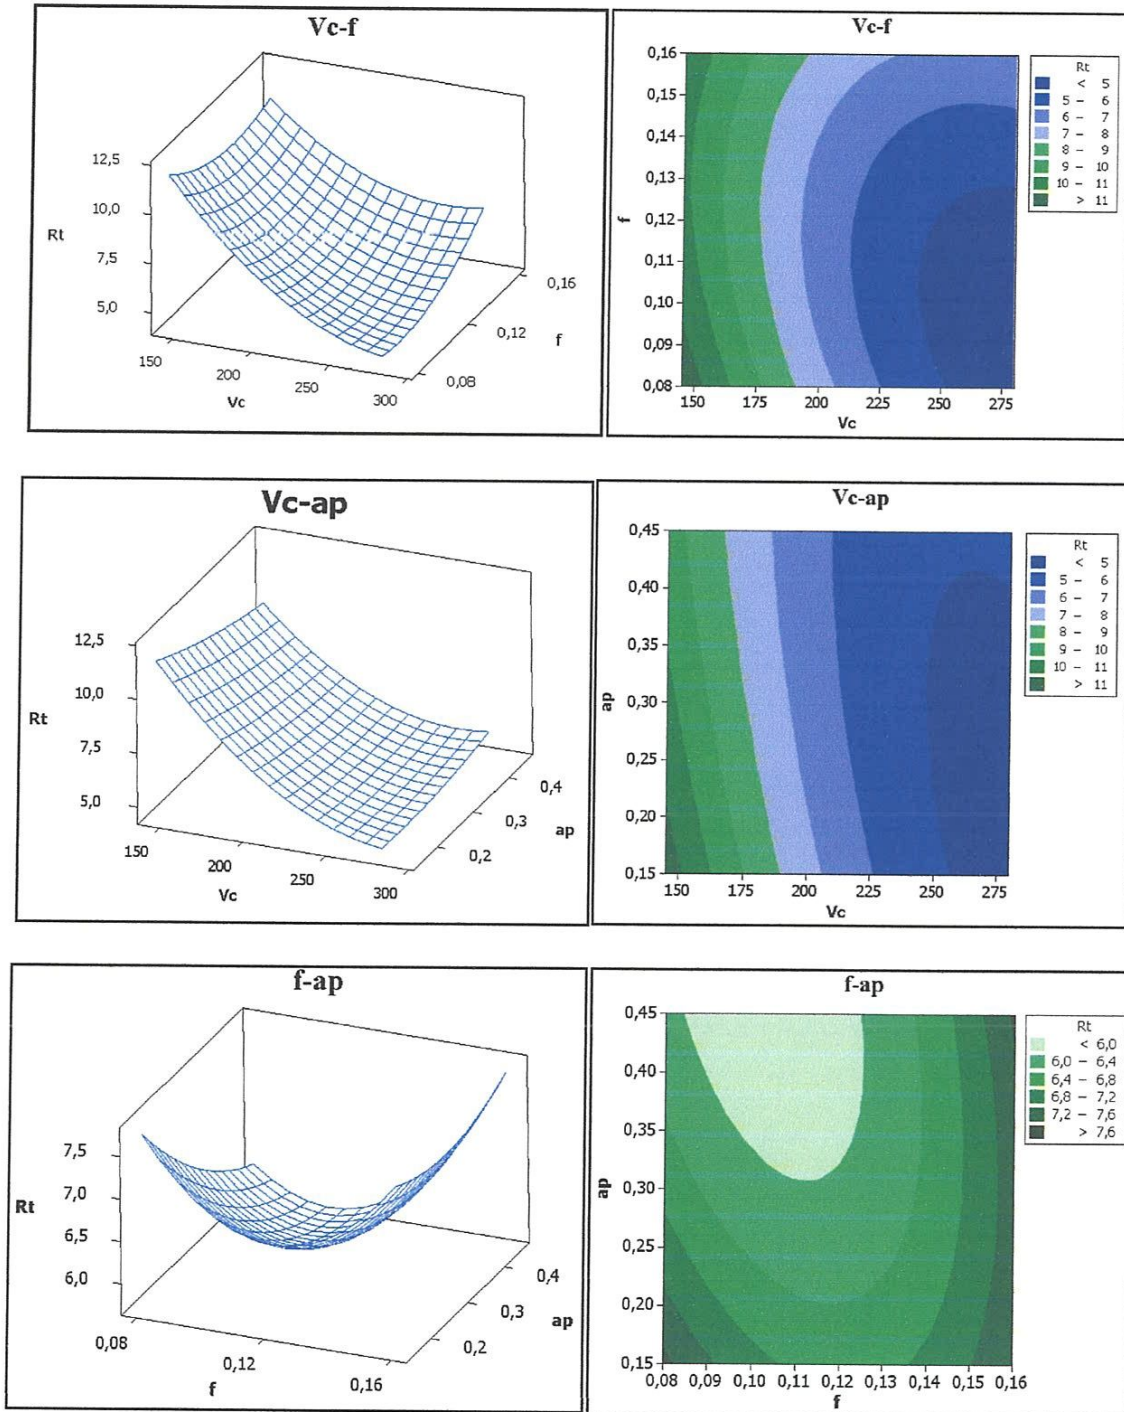 Vc-f
12,5
10,0
Rt
7,5
5,0
150
200
Vc
250
300
0,08
0,12
f
0,16
Vc-f
0,16
0,15
0,14
0,13
0,12
f
0,11
0,10
0,09
0,08
150 175 200 225 250 275
Vc
Rt
< 5
5 – 6
6 – 7
7 – 8
8 – 9
9 – 10
10 – 11
> 11
Vc-ap
12,5
10,0
Rt
7,5
5,0
150
200
Vc
250
300
0,2
0,3
ap
0,4
Vc-ap
0,45
0,40
0,35
ap
0,30
0,25
0,20
0,15
150 175 200 225 250 275
Vc
Rt
< 5
5 – 6
6 – 7
7 – 8
8 – 9
9 – 10
10 – 11
> 11
f-ap
7,5
Rt
7,0
6,5
6,0
0,08
0,12
f
0,16
0,2
0,3
ap
0,4
f-ap
0,45
0,40
0,35
ap
0,30
0,25
0,20
0,15
0,08 0,09 0,10 0,11 0,12 0,13 0,14 0,15 0,16
f
Rt
< 6,0
6,0 – 6,4
6,4 – 6,8
6,8 – 7,2
7,2 – 7,6
> 7,6